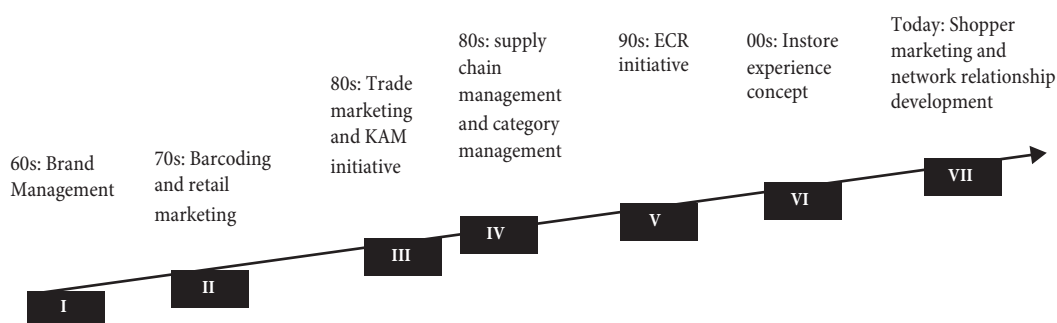 60s: Brand
Management
70s: Barcoding
and retail
marketing
80s: Trade
marketing
and KAM
initiative
80s: supply
chain
management
and category
management
90s: ECR
initiative
00s: Instore
experience
concept
Today: Shopper
marketing and
network relationship
development
I
II
III
IV
V
VI
VII